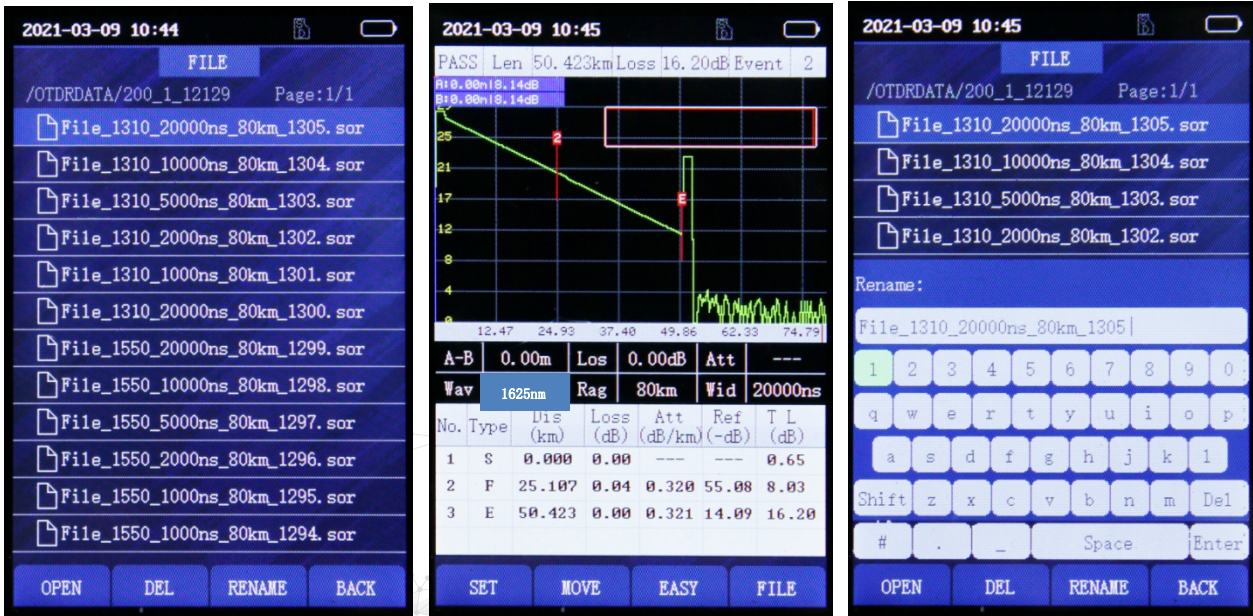 2021-03-09 10:44
SD
FILE
/OTDRDATA/200_1_12129 Page:1/1
File_1310_20000ns_80km_1305.sor
File_1310_10000ns_80km_1304.sor
File_1310_5000ns_80km_1303.sor
File_1310_2000ns_80km_1302.sor
File_1310_1000ns_80km_1301.sor
File_1310_20000ns_80km_1300.sor
File_1550_20000ns_80km_1299.sor
File_1550_10000ns_80km_1298.sor
File_1550_5000ns_80km_1297.sor
File_1550_2000ns_80km_1296.sor
File_1550_1000ns_80km_1295.sor
File_1550_1000ns_80km_1294.sor
OPEN DEL RENAME BACK
2021-03-09 10:45
SD
PASS Len 50.423km Loss 16.20dB Event 2
A:0.00m|8.14dB
B:0.00m|8.14dB
25
2
21
17
E
12
8
4
0
12.47 24.93 37.40 49.86 62.33 74.79
A-B 0.00m Los 0.00dB Att ---
Wav 1625nm Rag 80km Wid 20000ns
No. Type Dis Loss Att Ref T L
(km) (dB) (dB/km) (-dB) (dB)
1 S 0.000 0.00 --- --- 0.65
2 F 25.107 0.04 0.320 55.08 8.03
3 E 50.423 0.00 0.321 14.09 16.20
SET MOVE EASY FILE
2021-03-09 10:45
SD
FILE
/OTDRDATA/200_1_12129 Page:1/1
File_1310_20000ns_80km_1305.sor
File_1310_10000ns_80km_1304.sor
File_1310_5000ns_80km_1303.sor
File_1310_2000ns_80km_1302.sor
Rename:
File_1310_20000ns_80km_1305
1 2 3 4 5 6 7 8 9 0
q w e r t y u i o p
a s d f g h j k l
Shift z x c v b n m Del
# . _ Space Enter
OPEN DEL RENAME BACK